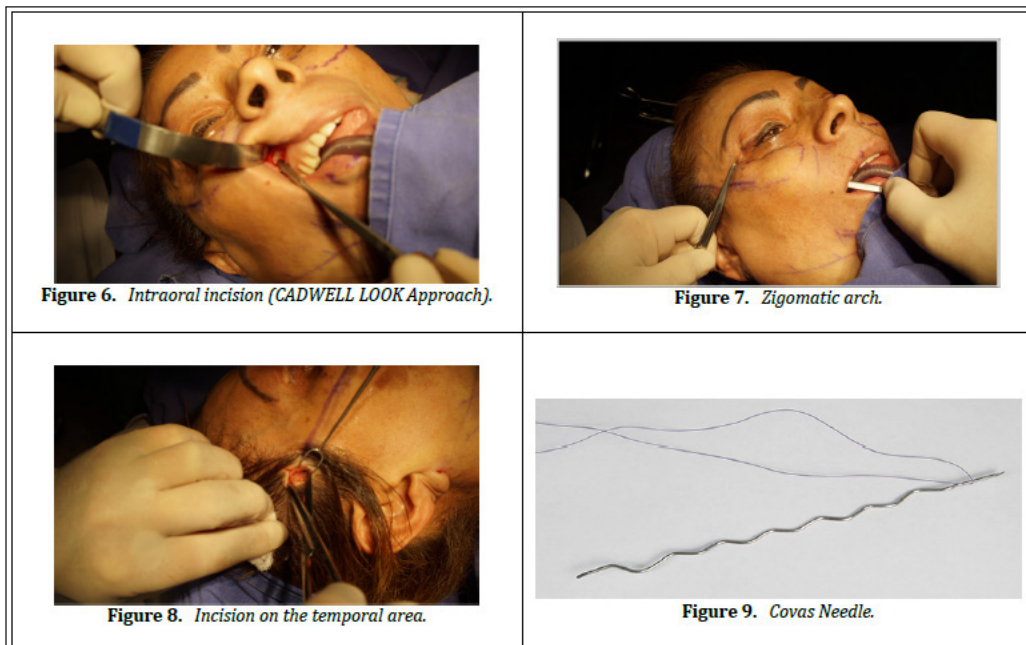 Figure 6. Intraoral incision (CADWELL LOOK Approach).
Figure 7. Zigomatic arch.
Figure 8. Incision on the temporal area.
Figure 9. Covas Needle.